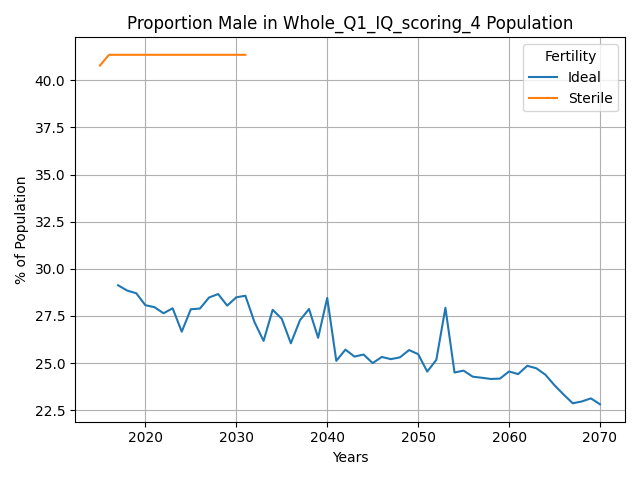 Proportion Male in Whole_Q1_IQ_scoring_4 Population
Fertility
Ideal
Sterile
% of Population
40.0
37.5
35.0
32.5
30.0
27.5
25.0
22.5
2020
2030
2040
2050
2060
2070
Years